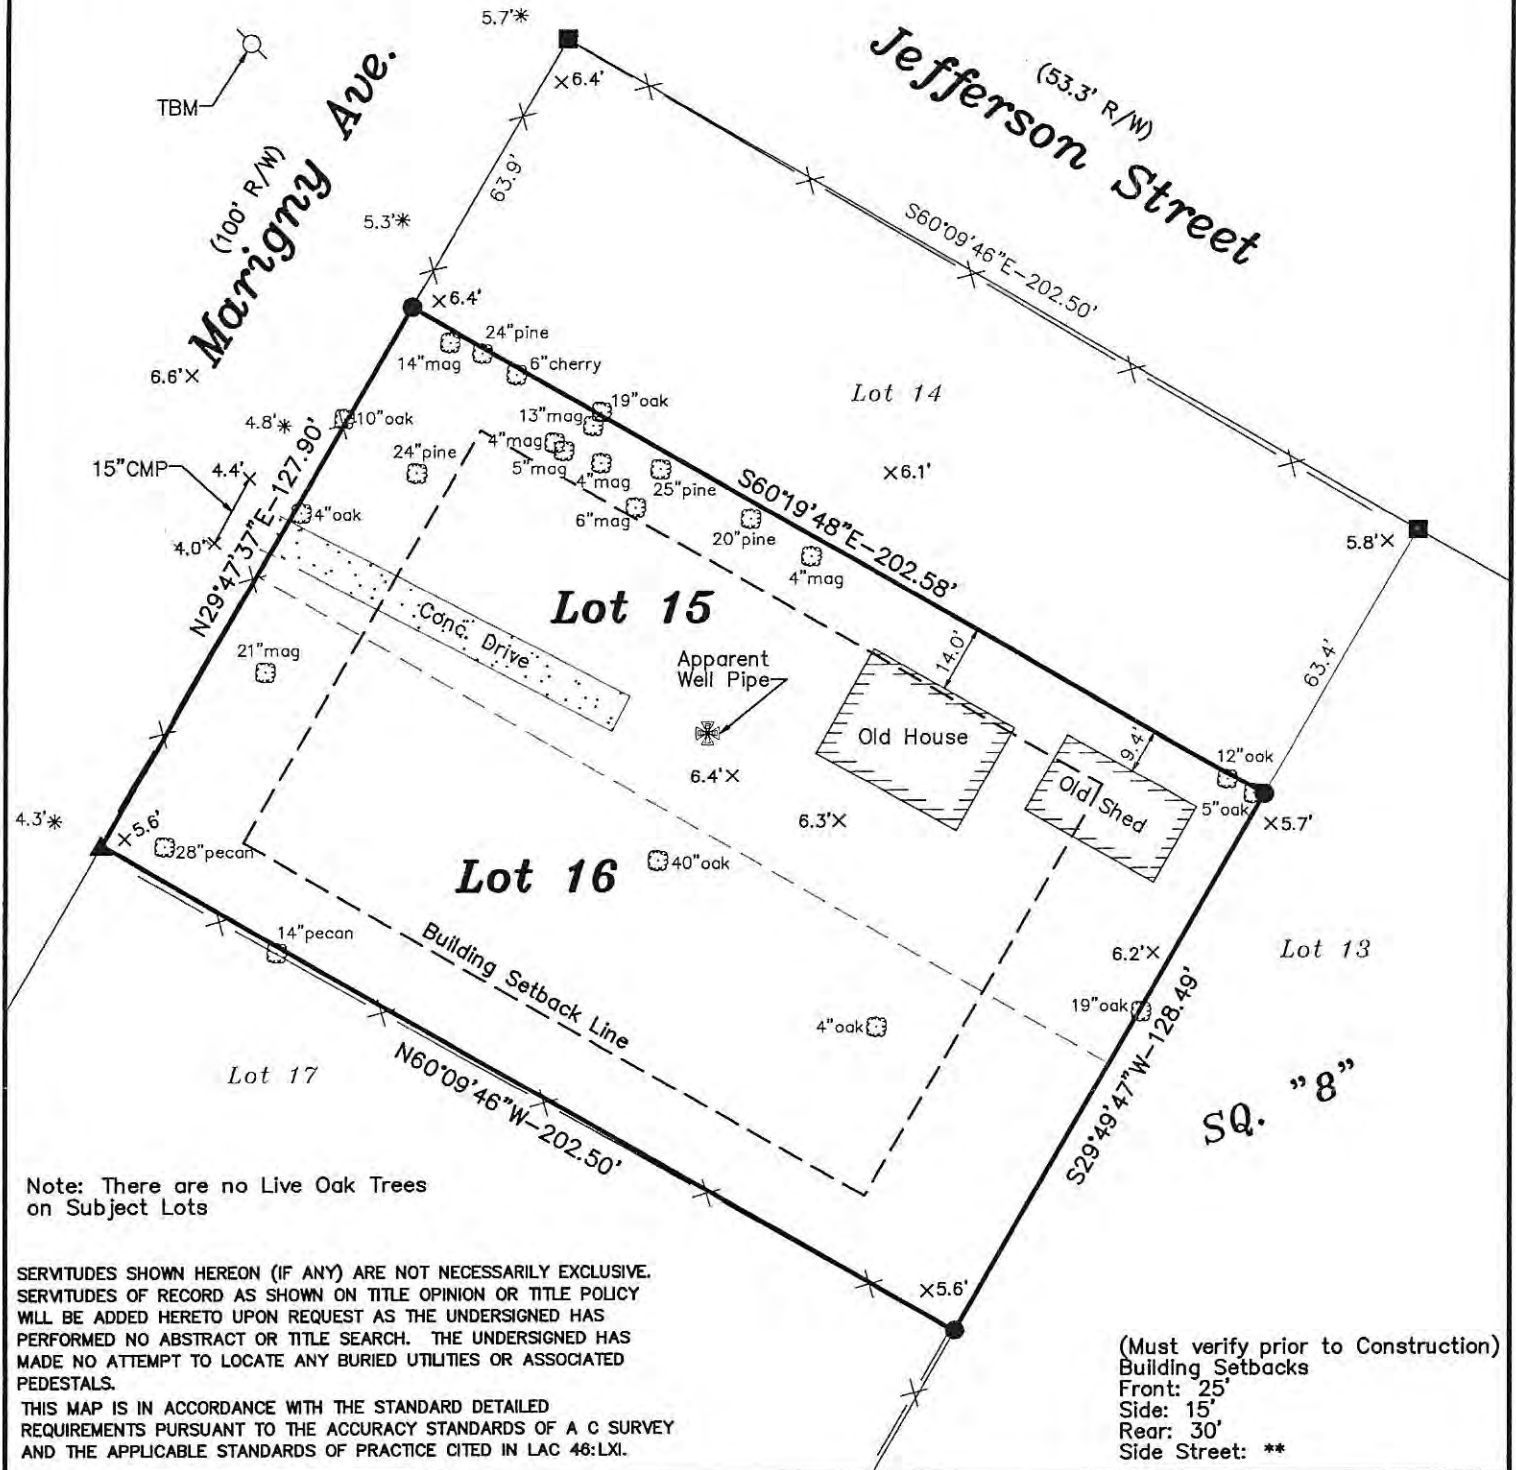 5.7'*
TBM
(100' R/W)
Marigny Ave.
Jefferson Street
(53.3' R/W)
×6.4'
63.9'
5.3'*
S60°09'46"E-202.50'
×6.4'
24"pine
14"mag
6"cherry
6.6'×
Lot 14
19"oak
13"mag
4.8'*
10"oak
4"mag
24"pine
5"mag
4"mag
25"pine
15"CMP
4.4'
×6.1'
S60°19'48"E-202.58'
6"mag
4"oak
20"pine
4.0'
5.8'×
4"mag
N29°47'37"E-127.90'
Lot 15
Conc. Drive
21"mag
14.0'
63.4'
Apparent
Well Pipe
Old House
9.4'
12"oak
6.4'×
Old Shed
5"oak
4.3'*
×5.6'
6.3'×
×5.7'
28"pecan
Lot 16
40"oak
14"pecan
Building Setback Line
6.2'×
Lot 13
19"oak
4"oak
S29°49'47"W-128.49'
Lot 17
N60°09'46"W-202.50'
SQ. "8"
Note: There are no Live Oak Trees
on Subject Lots
×5.6'
SERVITUDES SHOWN HEREON (IF ANY) ARE NOT NECESSARILY EXCLUSIVE.
SERVITUDES OF RECORD AS SHOWN ON TITLE OPINION OR TITLE POLICY
WILL BE ADDED HERETO UPON REQUEST AS THE UNDERSIGNED HAS
PERFORMED NO ABSTRACT OR TITLE SEARCH. THE UNDERSIGNED HAS
MADE NO ATTEMPT TO LOCATE ANY BURIED UTILITIES OR ASSOCIATED
PEDESTALS.
THIS MAP IS IN ACCORDANCE WITH THE STANDARD DETAILED
REQUIREMENTS PURSUANT TO THE ACCURACY STANDARDS OF A C SURVEY
AND THE APPLICABLE STANDARDS OF PRACTICE CITED IN LAC 46:LXI.
(Must verify prior to Construction)
Building Setbacks
Front: 25'
Side: 15'
Rear: 30'
Side Street: **